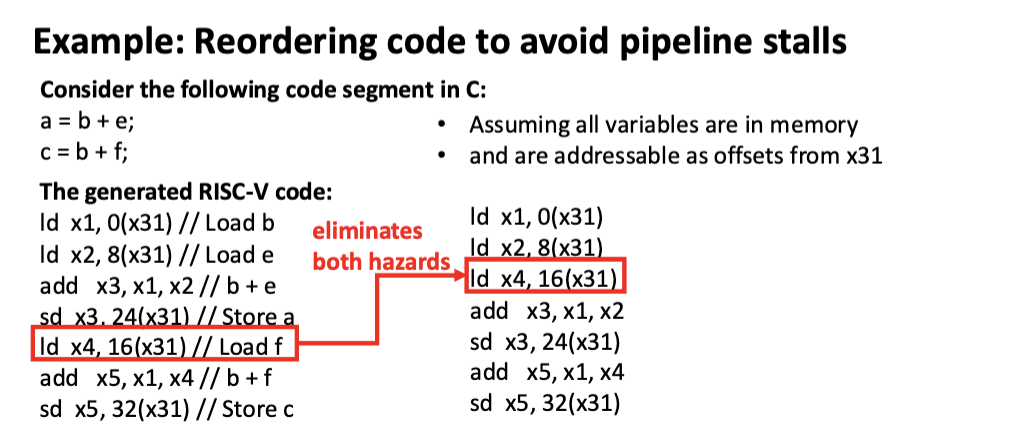 Example: Reordering code to avoid pipeline stalls
Consider the following code segment in C:
a = b + e;
c = b + f;
• Assuming all variables are in memory
• and are addressable as offsets from x31
The generated RISC-V code:
ld x1, 0(x31) // Load b
ld x2, 8(x31) // Load e
add x3, x1, x2 // b + e
sd x3, 24(x31) // Store a
ld x4, 16(x31) // Load f
add x5, x1, x4 // b + f
sd x5, 32(x31) // Store c
eliminates
both hazards
ld x1, 0(x31)
ld x2, 8(x31)
ld x4, 16(x31)
add x3, x1, x2
sd x3, 24(x31)
add x5, x1, x4
sd x5, 32(x31)